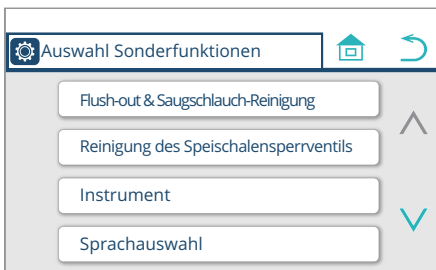 Auswahl Sonderfunktionen
Flush-out & Saugschlauch-Reinigung
Reinigung des Speischalensperrventils
Instrument
Sprachauswahl